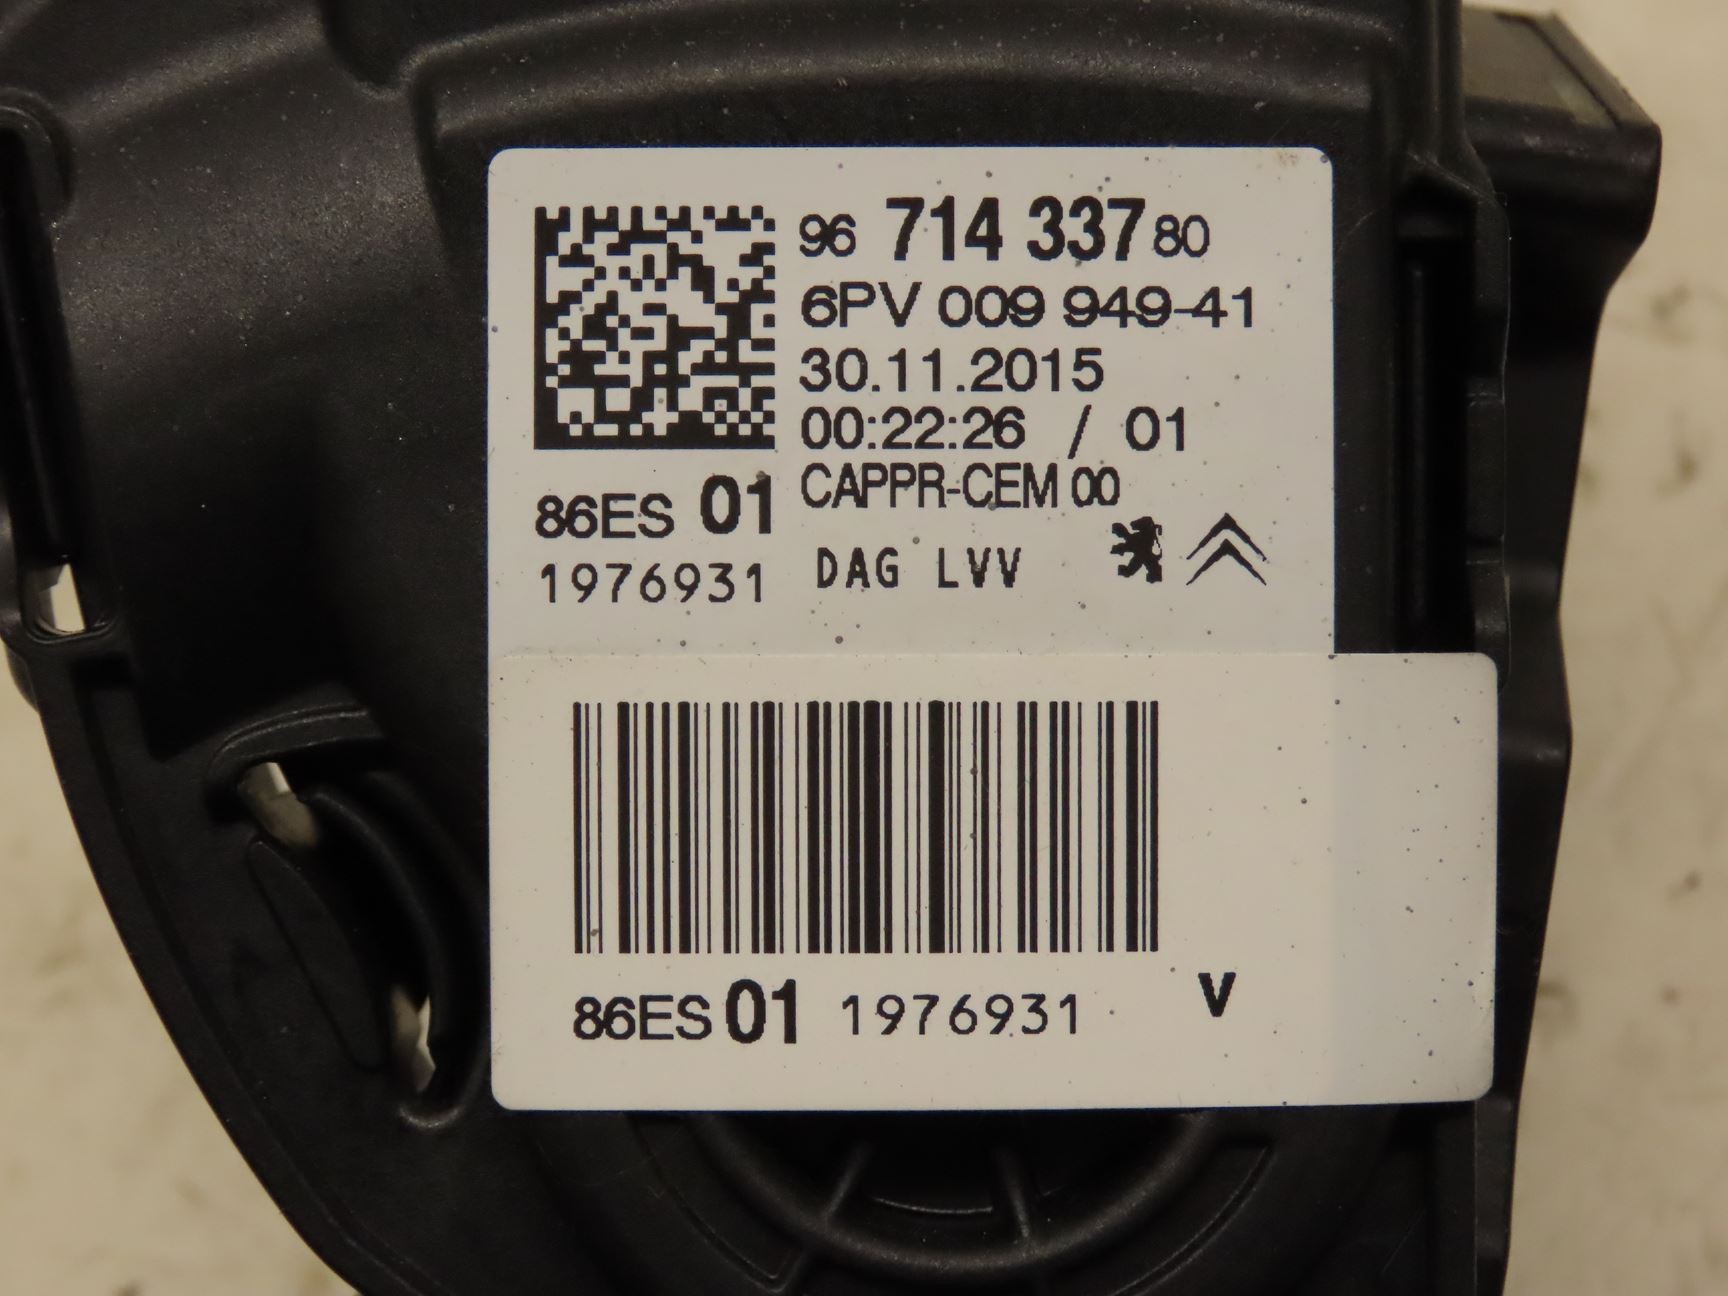 96 714 337 80
6PV 009 949-41
30.11.2015
00:22:26 / 01
CAPPR-CEM 00
86ES 01
1976931 DAG LVV
86ES 01 1976931 V